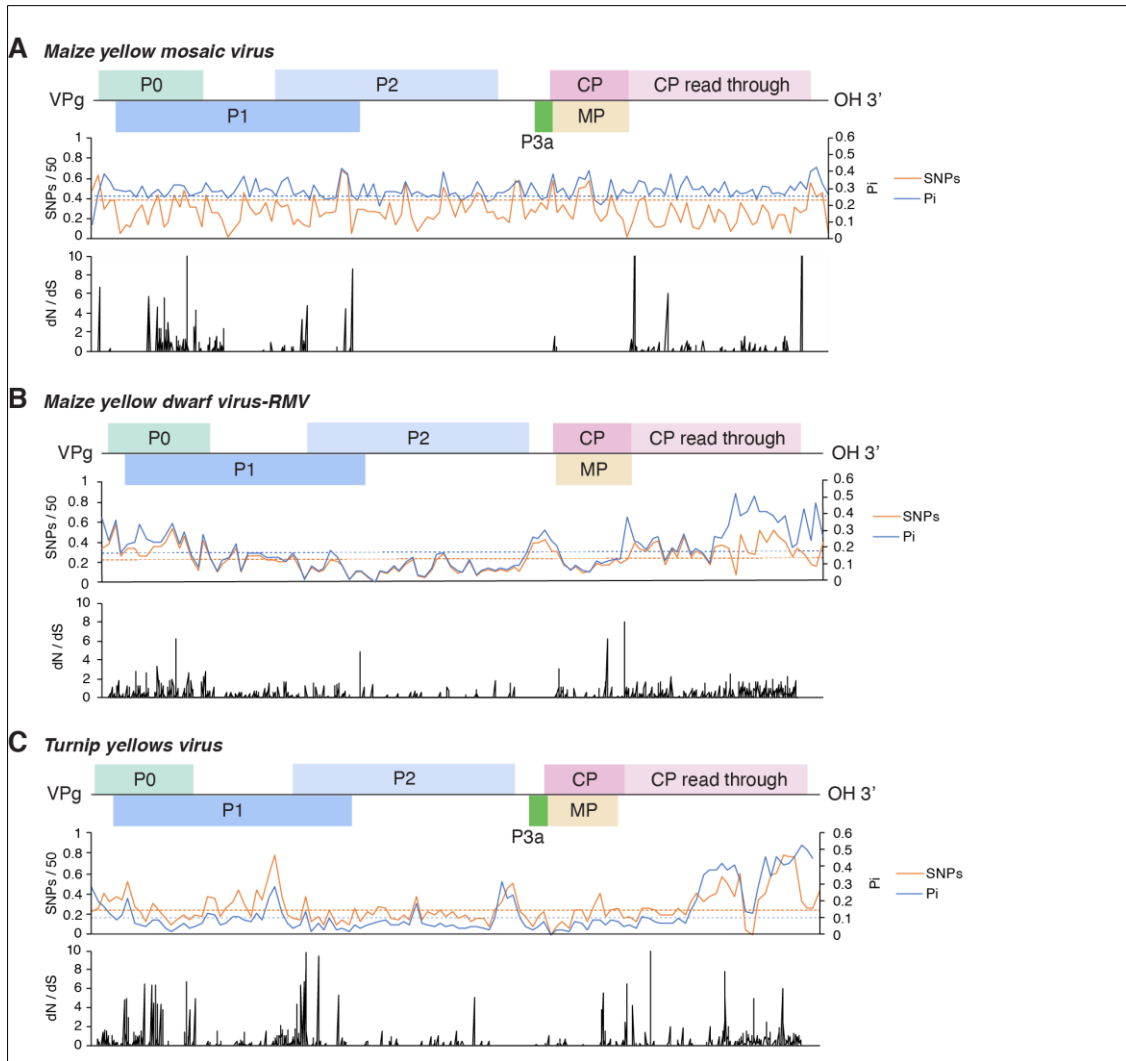 A Maize yellow mosaic virus
P0 P2 CP CP read through
VPg OH 3'
P1 MP
P3a
1 0.6
0.8 0.5
0.6 0.4
0.4 0.3
0.2 0.2
0 0.1
0
SNPs / 50
Pi
SNPs
Pi
10
8
6
4
2
0
dN / dS
B Maize yellow dwarf virus-RMV
P0 P2 CP CP read through
VPg OH 3'
P1 MP
1 0.6
0.8 0.5
0.6 0.4
0.4 0.3
0.2 0.2
0 0.1
0
SNPs / 50
SNPs
Pi
10
8
6
4
2
0
dN / dS
C Turnip yellows virus
P0 P2 CP CP read through
VPg OH 3'
P1 MP
P3a
1 0.6
0.8 0.5
0.6 0.4
0.4 0.3
0.2 0.2
0 0.1
0
SNPs / 50
Pi
SNPs
Pi
10
8
6
4
2
0
dN / dS